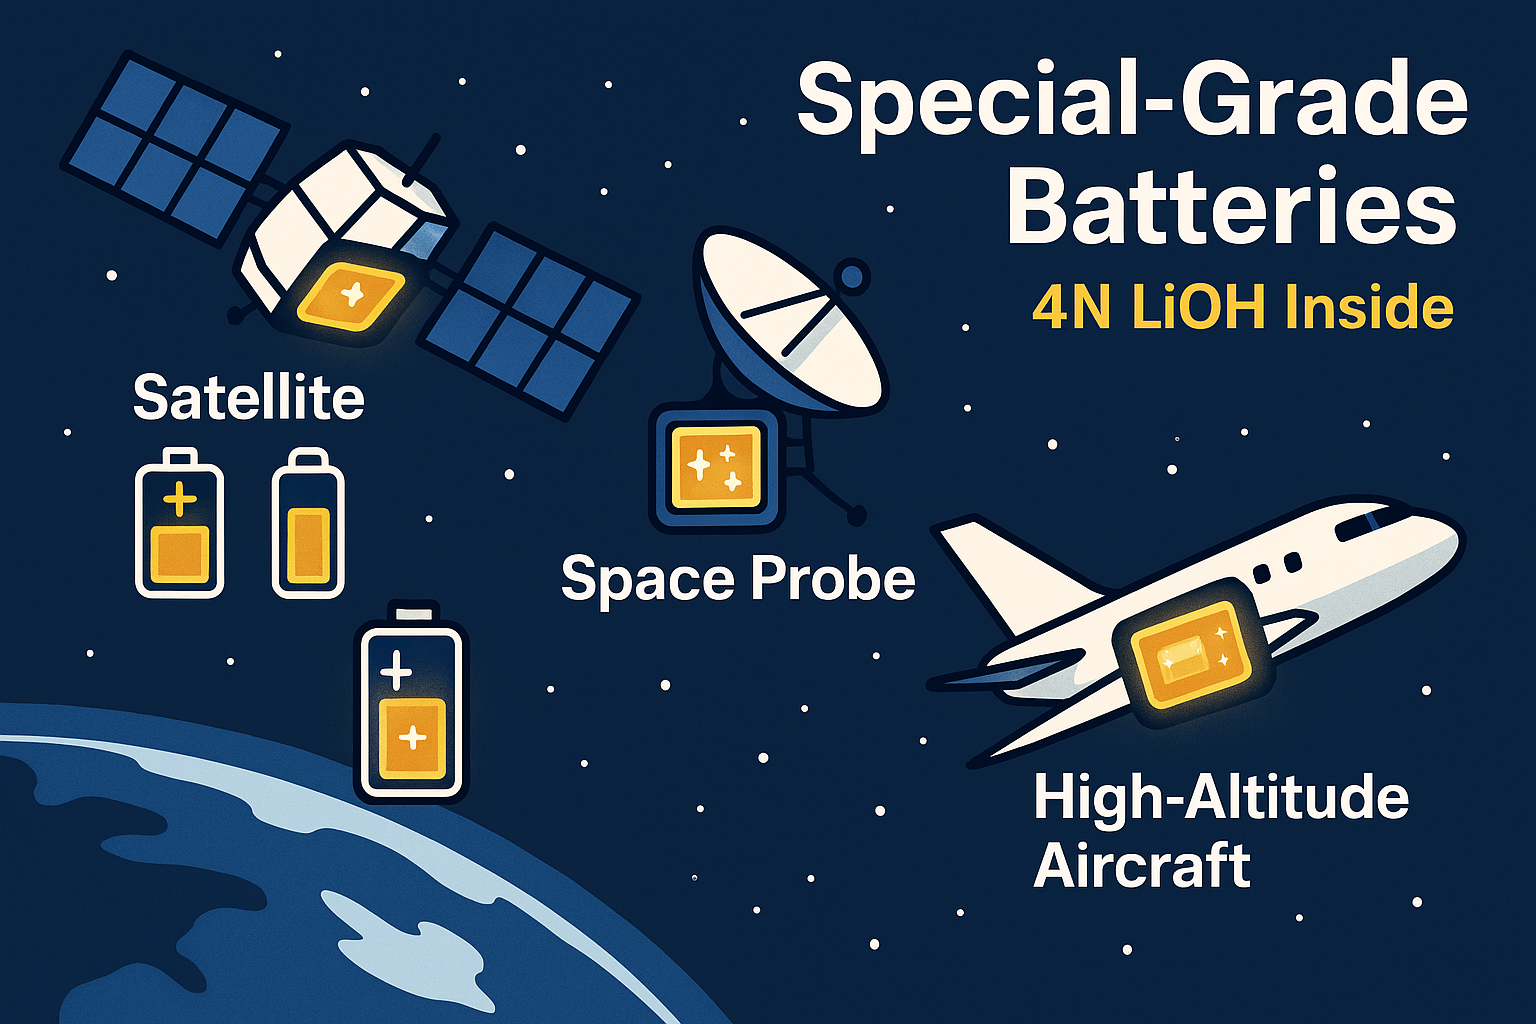 Special-Grade
Batteries
4N LiOH Inside
Satellite
Space Probe
High-Altitude
Aircraft